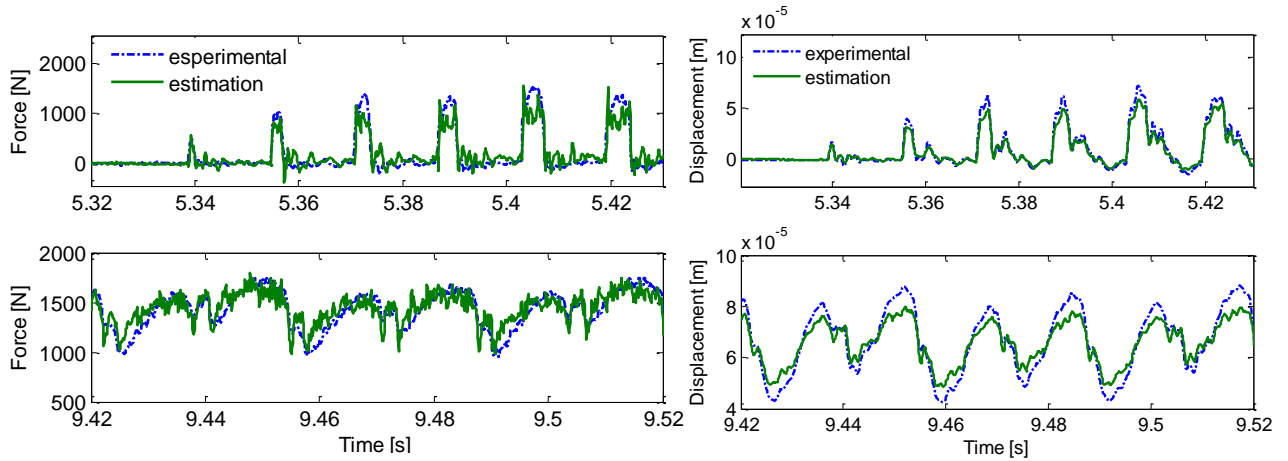 x 10 -5
Force [N]
2000
1000
0
esperimental
estimation
5.32 5.34 5.36 5.38 5.4 5.42
Displacement [m]
10
5
0
experimental
estimation
5.34 5.36 5.38 5.4 5.42
Force [N]
2000
1500
1000
500
9.42 9.44 9.46 9.48 9.5 9.52
Time [s]
x 10 -5
Displacement [m]
10
8
6
4
9.42 9.44 9.46 9.48 9.5 9.52
Time [s]